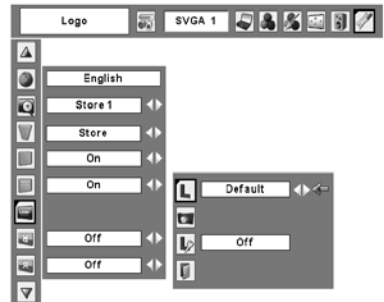 Logo
SVGA 1
English
Store 1
Store
On
On
Default
Off
Off
Off